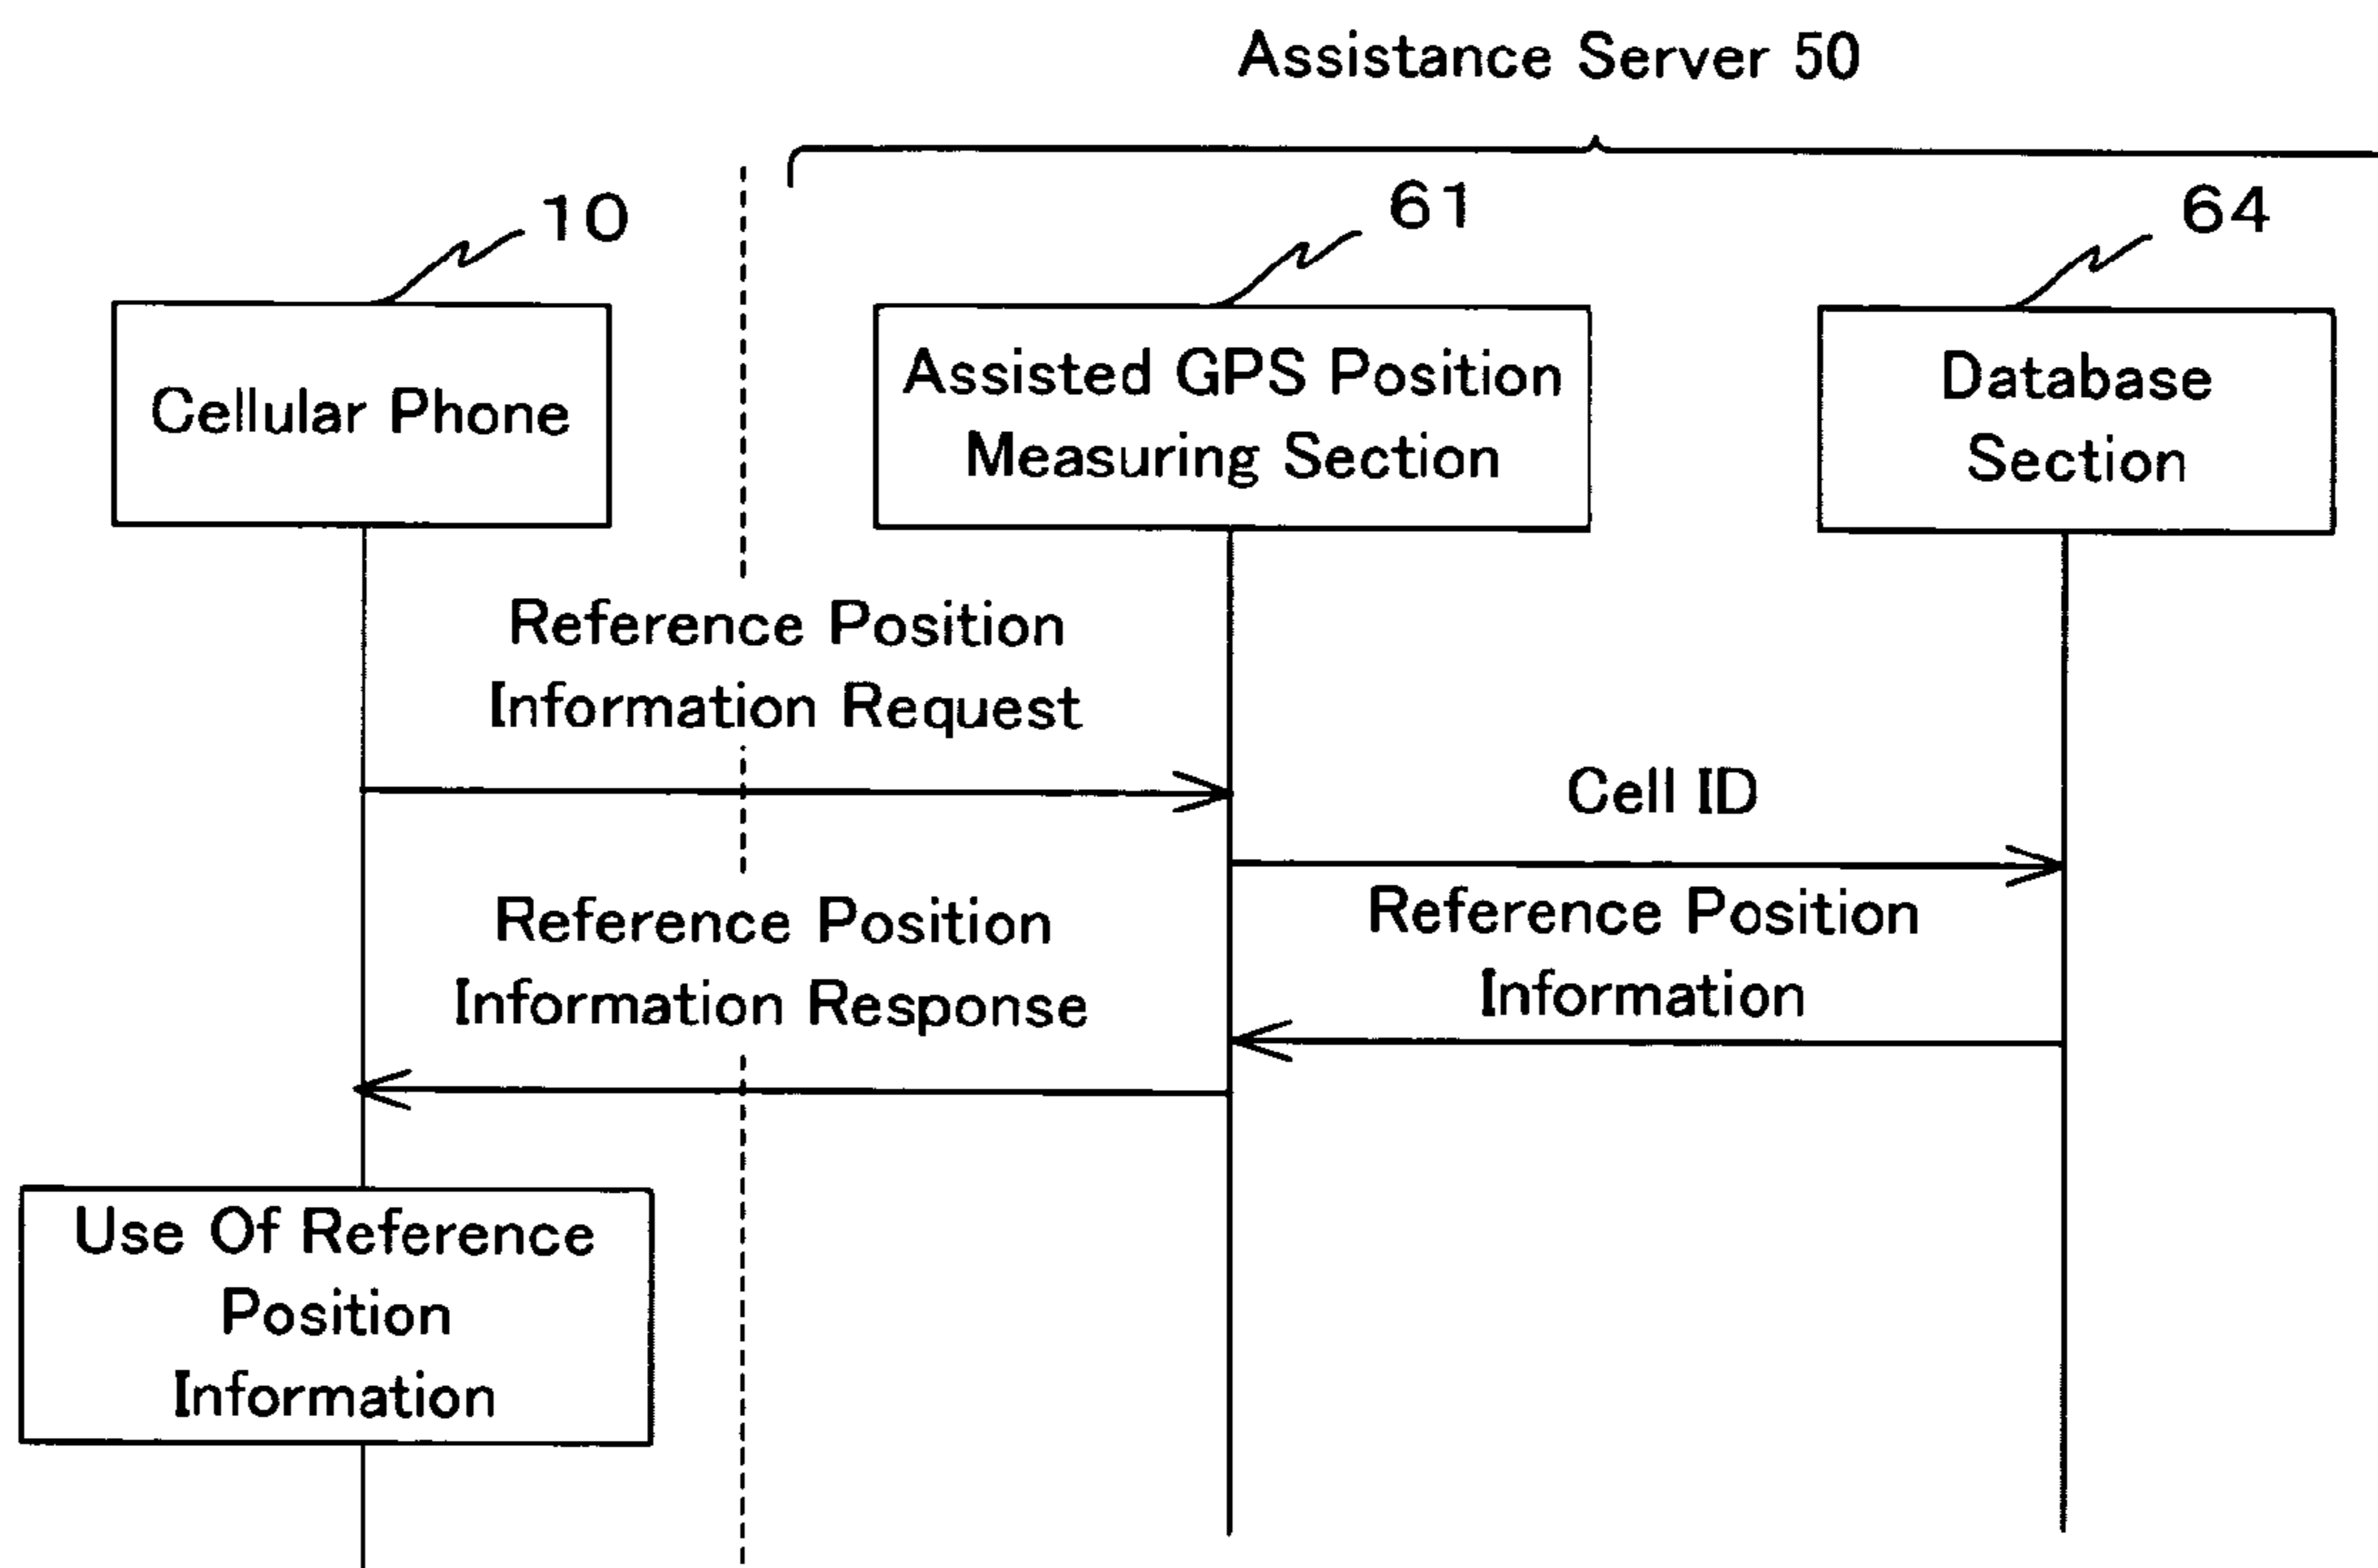 Assistance Server 50
10
61
64
Cellular Phone
Assisted GPS Position
Measuring Section
Database
Section
Reference Position
Information Request
Cell ID
Reference Position
Information
Reference Position
Information Response
Use Of Reference
Position
Information